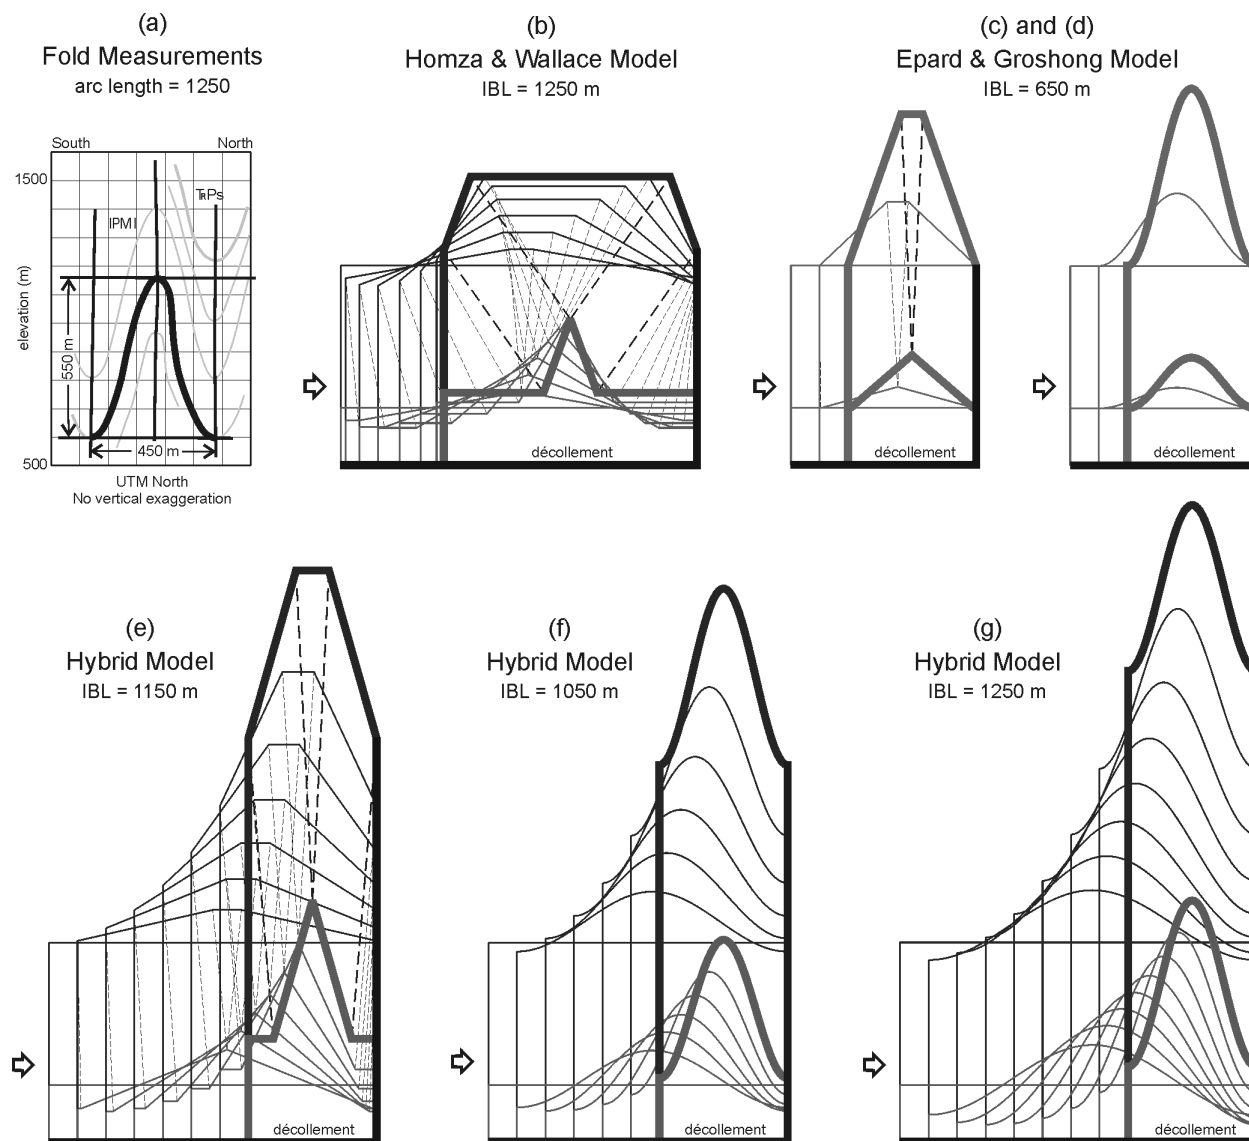 (a)
Fold Measurements
arc length = 1250
South
North
1500
TRPs
IPMI
elevation (m)
550 m
450 m
500
UTM North
No vertical exaggeration
(b)
Homza & Wallace Model
IBL = 1250 m
décollement
(c) and (d)
Epard & Groshong Model
IBL = 650 m
décollement
décollement
(e)
Hybrid Model
IBL = 1150 m
décollement
(f)
Hybrid Model
IBL = 1050 m
décollement
(g)
Hybrid Model
IBL = 1250 m
décollement